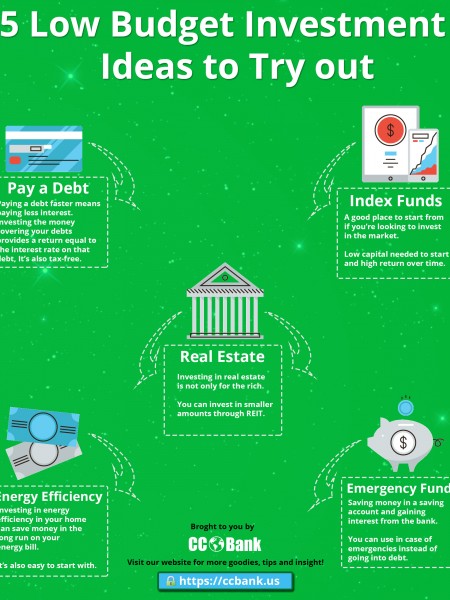 5 Low Budget Investment
Ideas to Try out
Pay a Debt
Paying a debt faster means
paying less interest.
Investing the money
covering your debts
provides a return equal to
the interest rate on that
debt, it's also tax-free.
Index Funds
A good place to start from
if you're looking to invest
in the market.
Low capital needed to start
and high return over time.
Real Estate
Investing in real estate
is not only for the rich.
You can invest in smaller
amounts through REIT.
Energy Efficiency
Investing in energy
efficiency in your home
can save money in the
long run on your
energy bill.
It's also easy to start with.
Emergency Fund
Saving money in a saving
account and gaining
interest from the bank.
You can use in case of
emergencies instead of
going into debt.
Broght to you by
CC Bank
Visit our website for more goodies, tips and insight!
https://ccbank.us